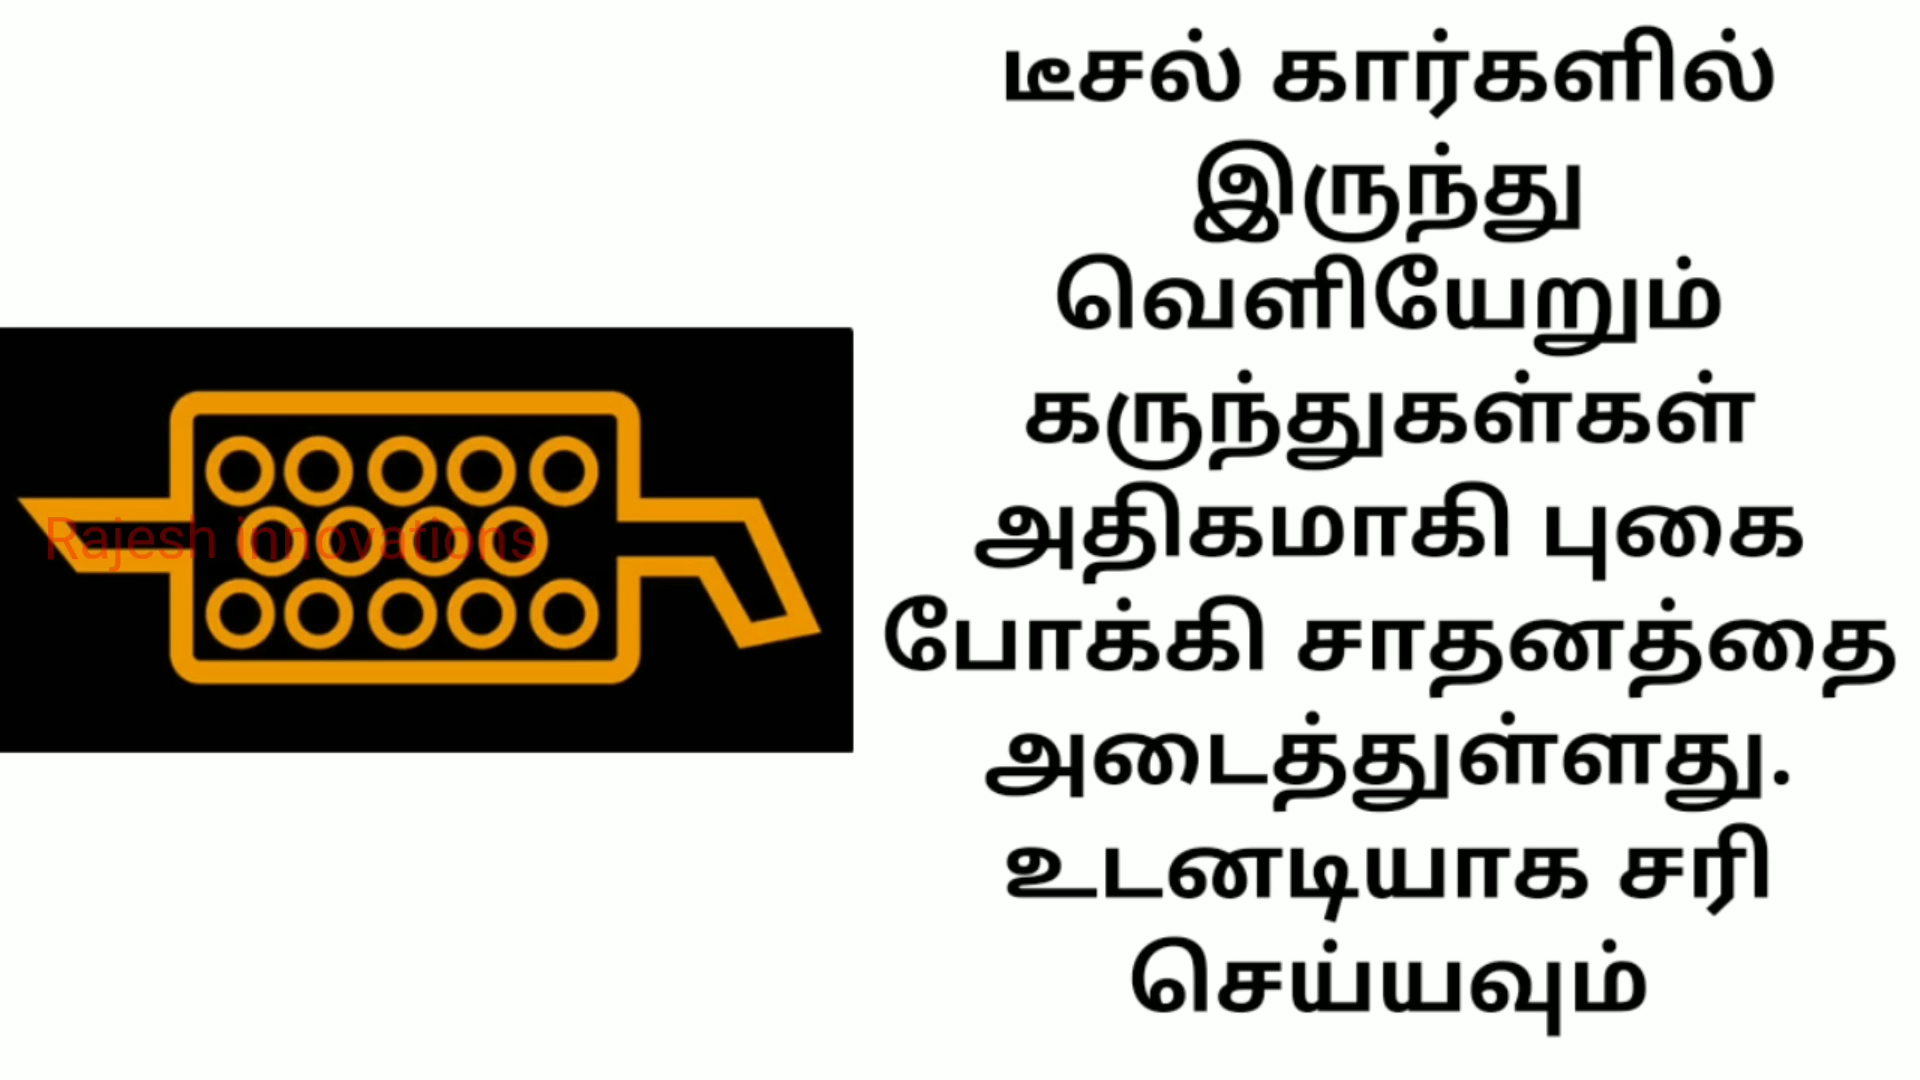 டீசல் கார்களில்
இருந்து
வெளியேறும்
கருந்துகள்கள்
அதிகமாகி புகை
போக்கி சாதனத்தை
அடைத்துள்ளது.
உடனடியாக சரி
செய்யவும்
Rajesh innovations